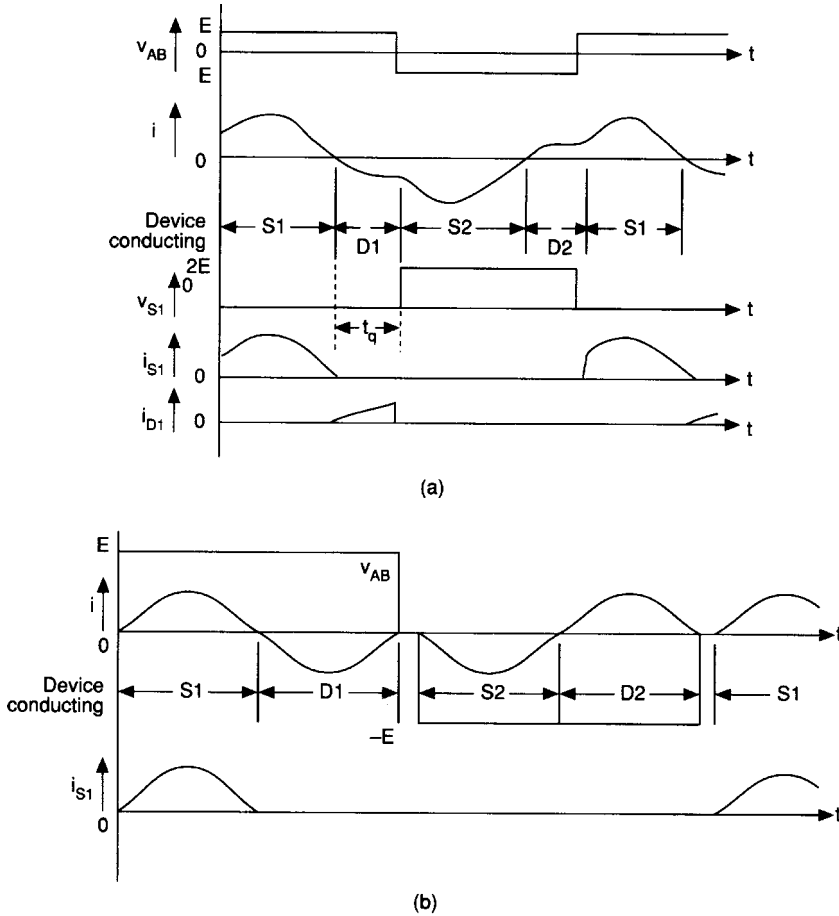 E
v_AB
0
t
E
i
0
t
Device conducting
S1
D1
S2
D2
S1
2E
0
v_S1
t
t_q
i_S1
0
t
i_D1
0
t
(a)
E
v_AB
i
0
t
Device conducting
S1
D1
S2
D2
S1
–E
i_S1
0
t
(b)